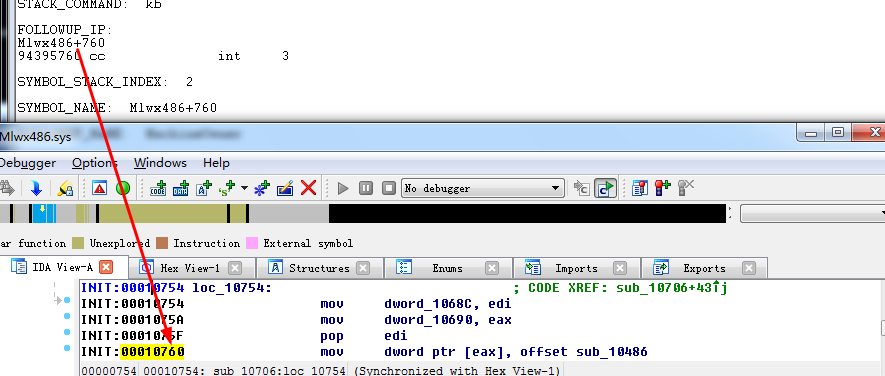 STACK_COMMAND:  kb
FOLLOWUP_IP:
Mlwx486+760
94395760 cc              int     3
SYMBOL_STACK_INDEX:  2
SYMBOL_NAME:  Mlwx486+760
Mlwx486.sys
Debugger Options Windows Help
No debugger
ar function Unexplored Instruction External symbol
IDA View-A Hex View-1 Structures Enums Imports Exports
INIT:00010754 loc_10754: ; CODE XREF: sub_10706+43↑j
INIT:00010754 mov dword_1068C, edi
INIT:0001075A mov dword_10690, eax
INIT:0001075F pop edi
INIT:00010760 mov dword ptr [eax], offset sub_10486
00000754 00010754: sub 10706:loc 10754 (Synchronized with Hex View-1)